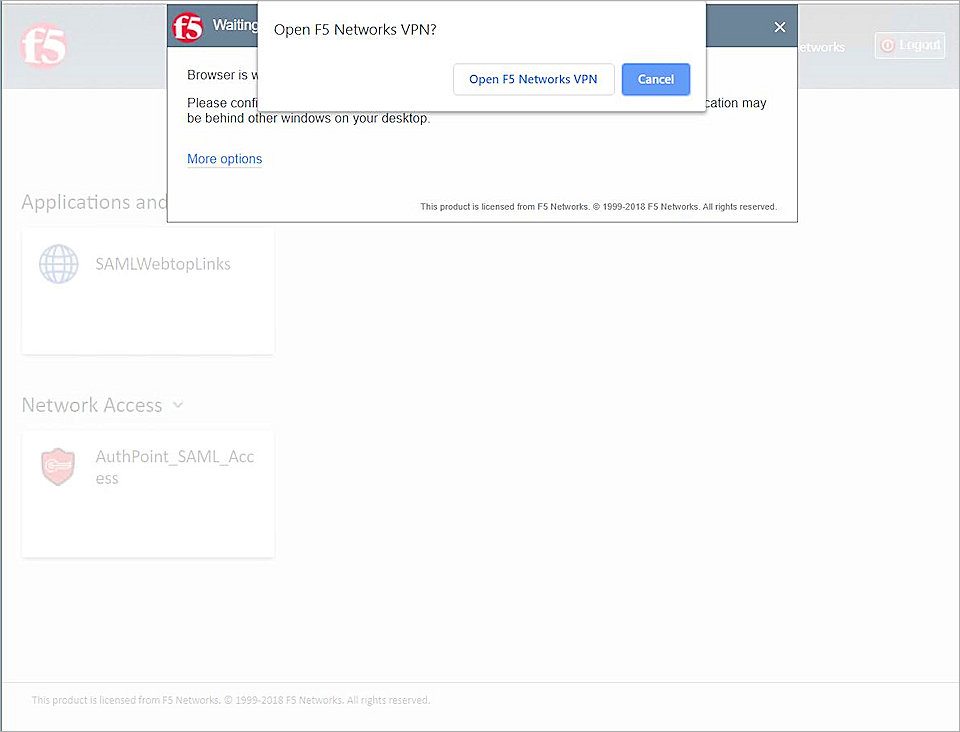 f5
f5
Waiting
Open F5 Networks VPN?
Open F5 Networks VPN
Cancel
etworks
Logout
Browser is w
Please confi
cation may
be behind other windows on your desktop.
More options
This product is licensed from F5 Networks. © 1999-2018 F5 Networks. All rights reserved.
Applications and
SAMLWebtopLinks
Network Access
AuthPoint_SAML_Acc
ess
This product is licensed from F5 Networks. © 1999-2018 F5 Networks. All rights reserved.